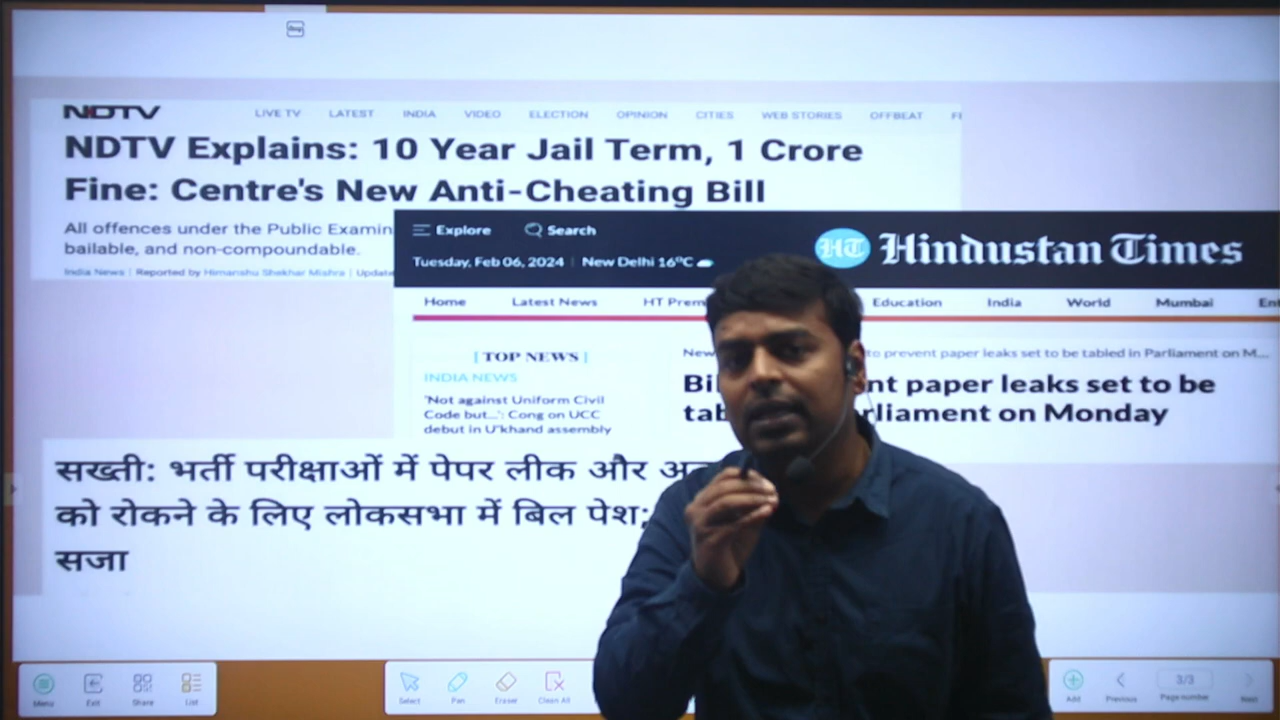 NDTV
LIVE TV LATEST INDIA VIDEO ELECTION OPINION CITIES WEB STORIES OFFBEAT
NDTV Explains: 10 Year Jail Term, 1 Crore
Fine: Centre's New Anti-Cheating Bill
All offences under the Public Examin
bailable, and non-compoundable.
India News | Reported by Himanshu Shekhar Mishra | Update
Explore Search
HT Hindustan Times
Tuesday, Feb 06, 2024 | New Delhi 16°C
Home Latest News HT Prem Education India World Mumbai Ent
TOP NEWS
INDIA NEWS
'Not against Uniform Civil
Code but...': Cong on UCC
debut in U'khand assembly
New to prevent paper leaks set to be tabled in Parliament on M...
Bil nt paper leaks set to be
tab rliament on Monday
सख्ती: भर्ती परीक्षाओं में पेपर लीक और
को रोकने के लिए लोकसभा में बिल पेश;
सजा
Menu Exit Share List
Select Pen Eraser Clean All
Add Previous 3/3 Page number Next